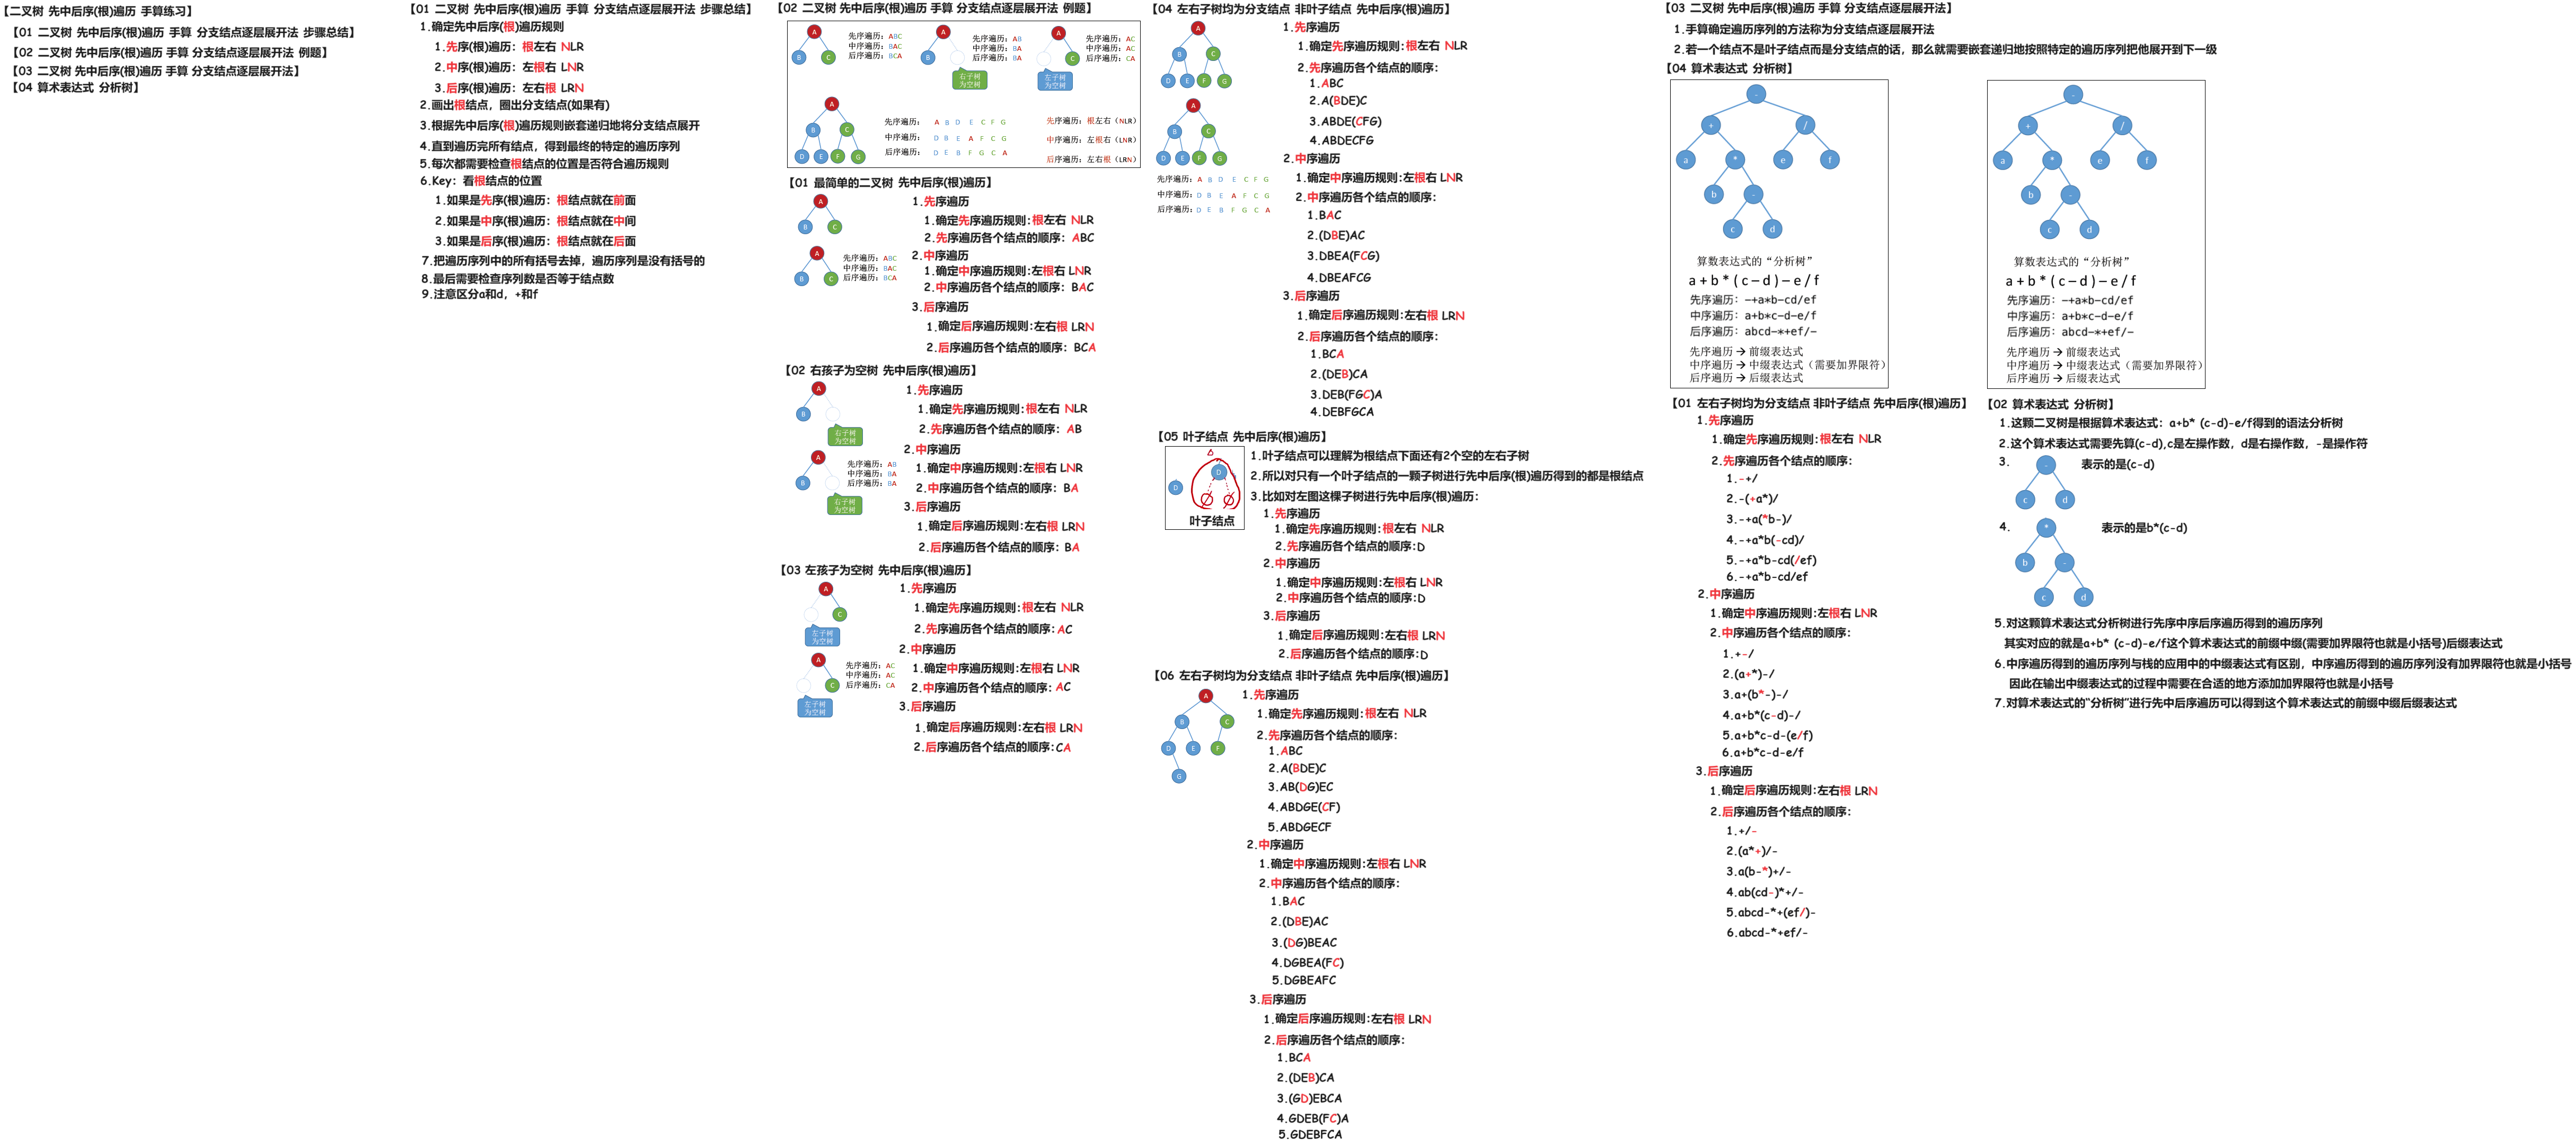 【二叉树 先中后序(根)遍历 手算练习】
【01 二叉树 先中后序(根)遍历 手算 分支结点逐层展开法 步骤总结】
【02 二叉树 先中后序(根)遍历 手算 分支结点逐层展开法 例题】
【03 二叉树 先中后序(根)遍历 手算 分支结点逐层展开法】
【04 算术表达式 分析树】
【01 二叉树 先中后序(根)遍历 手算 分支结点逐层展开法 步骤总结】
1.确定先中后序(根)遍历规则
1.先序(根)遍历：根左右 NLR
2.中序(根)遍历：左根右 LNR
3.后序(根)遍历：左右根 LRN
2.画出根结点，圈出分支结点(如果有)
3.根据先中后序(根)遍历规则嵌套递归地将分支结点展开
4.直到遍历完所有结点，得到最终的特定的遍历序列
5.每次都需要检查根结点的位置是否符合遍历规则
6.Key：看根结点的位置
1.如果是先序(根)遍历：根结点就在前面
2.如果是中序(根)遍历：根结点就在中间
3.如果是后序(根)遍历：根结点就在后面
7.把遍历序列中的所有括号去掉，遍历序列是没有括号的
8.最后需要检查序列数是否等于结点数
9.注意区分a和d，+和f
【02 二叉树 先中后序(根)遍历 手算 分支结点逐层展开法 例题】
A
B C
先序遍历：ABC
中序遍历：BAC
后序遍历：BCA
A
B
右子树
为空树
先序遍历：AB
中序遍历：BA
后序遍历：BA
A
C
左子树
为空树
先序遍历：AC
中序遍历：AC
后序遍历：CA
A
B C
D E F G
先序遍历： A B D E C F G
中序遍历： D B E A F C G
后序遍历： D E B F G C A
先序遍历：根左右（NLR）
中序遍历：左根右（LNR）
后序遍历：左右根（LRN）
【01 最简单的二叉树 先中后序(根)遍历】
A
B C
A
B C
先序遍历：ABC
中序遍历：BAC
后序遍历：BCA
1.先序遍历
1.确定先序遍历规则:根左右 NLR
2.先序遍历各个结点的顺序：ABC
2.中序遍历
1.确定中序遍历规则:左根右 LNR
2.中序遍历各个结点的顺序：BAC
3.后序遍历
1.确定后序遍历规则:左右根 LRN
2.后序遍历各个结点的顺序：BCA
【02 右孩子为空树 先中后序(根)遍历】
A
B
右子树
为空树
A
B
右子树
为空树
先序遍历：AB
中序遍历：BA
后序遍历：BA
1.先序遍历
1.确定先序遍历规则:根左右 NLR
2.先序遍历各个结点的顺序：AB
2.中序遍历
1.确定中序遍历规则:左根右 LNR
2.中序遍历各个结点的顺序：BA
3.后序遍历
1.确定后序遍历规则:左右根 LRN
2.后序遍历各个结点的顺序：BA
【03 左孩子为空树 先中后序(根)遍历】
A
C
左子树
为空树
A
C
左子树
为空树
先序遍历：AC
中序遍历：AC
后序遍历：CA
1.先序遍历
1.确定先序遍历规则:根左右 NLR
2.先序遍历各个结点的顺序:AC
2.中序遍历
1.确定中序遍历规则:左根右 LNR
2.中序遍历各个结点的顺序：AC
3.后序遍历
1.确定后序遍历规则:左右根 LRN
2.后序遍历各个结点的顺序:CA
【04 左右子树均为分支结点 非叶子结点 先中后序(根)遍历】
A
B C
D E F G
A
B C
D E F G
先序遍历：A B D E C F G
中序遍历：D B E A F C G
后序遍历：D E B F G C A
1.先序遍历
1.确定先序遍历规则:根左右 NLR
2.先序遍历各个结点的顺序：
1.ABC
2.A(BDE)C
3.ABDE(CFG)
4.ABDECFG
2.中序遍历
1.确定中序遍历规则:左根右 LNR
2.中序遍历各个结点的顺序：
1.BAC
2.(DBE)AC
3.DBEA(FCG)
4.DBEAFCG
3.后序遍历
1.确定后序遍历规则:左右根 LRN
2.后序遍历各个结点的顺序：
1.BCA
2.(DEB)CA
3.DEB(FGC)A
4.DEBFGCA
【05 叶子结点 先中后序(根)遍历】
D
D
叶子结点
1.叶子结点可以理解为根结点下面还有2个空的左右子树
2.所以对只有一个叶子结点的一颗子树进行先中后序(根)遍历得到的都是根结点
3.比如对左图这棵子树进行先中后序(根)遍历：
1.先序遍历
1.确定先序遍历规则:根左右 NLR
2.先序遍历各个结点的顺序:D
2.中序遍历
1.确定中序遍历规则:左根右 LNR
2.中序遍历各个结点的顺序:D
3.后序遍历
1.确定后序遍历规则:左右根 LRN
2.后序遍历各个结点的顺序:D
【06 左右子树均为分支结点 非叶子结点 先中后序(根)遍历】
A
B C
D E F
G
1.先序遍历
1.确定先序遍历规则:根左右 NLR
2.先序遍历各个结点的顺序：
1.ABC
2.A(BDE)C
3.AB(DG)EC
4.ABDGE(CF)
5.ABDGECF
2.中序遍历
1.确定中序遍历规则:左根右 LNR
2.中序遍历各个结点的顺序：
1.BAC
2.(DBE)AC
3.(DG)BEAC
4.DGBEA(FC)
5.DGBEAFC
3.后序遍历
1.确定后序遍历规则:左右根 LRN
2.后序遍历各个结点的顺序：
1.BCA
2.(DEB)CA
3.(GD)EBCA
4.GDEB(FC)A
5.GDEBFCA
【03 二叉树 先中后序(根)遍历 手算 分支结点逐层展开法】
1.手算确定遍历序列的方法称为分支结点逐层展开法
2.若一个结点不是叶子结点而是分支结点的话，那么就需要嵌套递归地按照特定的遍历序列把他展开到下一级
【04 算术表达式 分析树】
-
+ /
a * e f
b -
c d
算数表达式的“分析树”
a + b * ( c – d ) – e / f
先序遍历：-+a*b-cd/ef
中序遍历：a+b*c-d-e/f
后序遍历：abcd-*+ef/-
先序遍历 → 前缀表达式
中序遍历 → 中缀表达式（需要加界限符）
后序遍历 → 后缀表达式
-
+ /
a * e f
b -
c d
算数表达式的“分析树”
a + b * ( c – d ) – e / f
先序遍历：-+a*b-cd/ef
中序遍历：a+b*c-d-e/f
后序遍历：abcd-*+ef/-
先序遍历 → 前缀表达式
中序遍历 → 中缀表达式（需要加界限符）
后序遍历 → 后缀表达式
【01 左右子树均为分支结点 非叶子结点 先中后序(根)遍历】
1.先序遍历
1.确定先序遍历规则:根左右 NLR
2.先序遍历各个结点的顺序：
1.-+/
2.-(+a*)/
3.-+a(*b-)/
4.-+a*b(-cd)/
5.-+a*b-cd(/ef)
6.-+a*b-cd/ef
2.中序遍历
1.确定中序遍历规则:左根右 LNR
2.中序遍历各个结点的顺序：
1.+-/
2.(a+*)-/
3.a+(b*-)-/
4.a+b*(c-d)-/
5.a+b*c-d-(e/f)
6.a+b*c-d-e/f
3.后序遍历
1.确定后序遍历规则:左右根 LRN
2.后序遍历各个结点的顺序：
1.+/-
2.(a*+)/-
3.a(b-*)+/-
4.ab(cd-)*+/-
5.abcd-*+(ef/)-
6.abcd-*+ef/-
【02 算术表达式 分析树】
1.这颗二叉树是根据算术表达式：a+b* (c-d)-e/f得到的语法分析树
2.这个算术表达式需要先算(c-d),c是左操作数，d是右操作数，-是操作符
3.
-
c d
表示的是(c-d)
4.
*
b -
c d
表示的是b*(c-d)
5.对这颗算术表达式分析树进行先序中序后序遍历得到的遍历序列
其实对应的就是a+b* (c-d)-e/f这个算术表达式的前缀中缀(需要加界限符也就是小括号)后缀表达式
6.中序遍历得到的遍历序列与栈的应用中的中缀表达式有区别，中序遍历得到的遍历序列没有加界限符也就是小括号
因此在输出中缀表达式的过程中需要在合适的地方添加加界限符也就是小括号
7.对算术表达式的“分析树”进行先中后序遍历可以得到这个算术表达式的前缀中缀后缀表达式